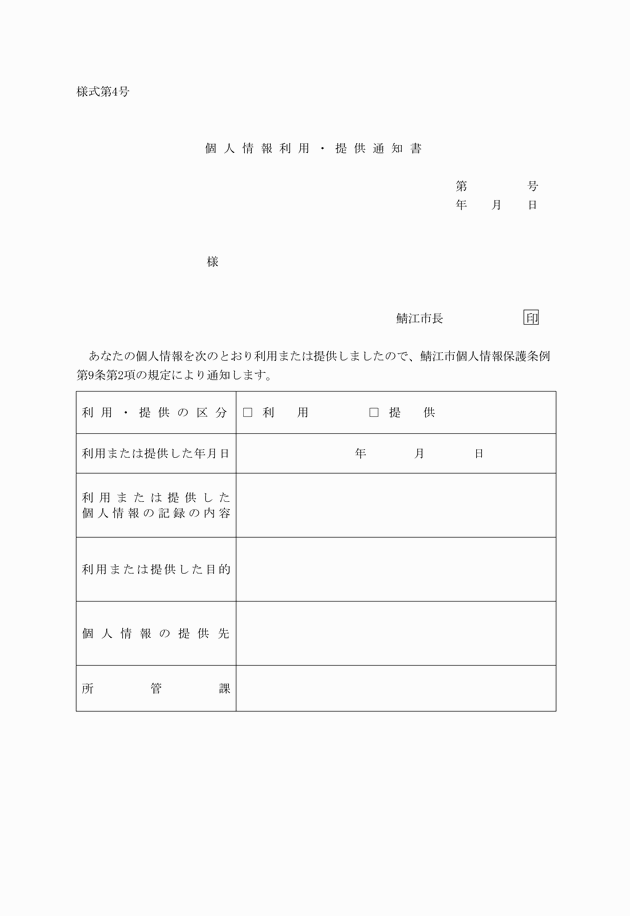 様式第4号
個人情報利用・提供通知書
第　　　　　号
年　　月　　日
様
鯖江市長　　　　　　　印
あなたの個人情報を次のとおり利用または提供しましたので、鯖江市個人情報保護条例
第9条第2項の規定により通知します。
利用・提供の区分　□ 利　用　　　　□ 提　供
利用または提供した年月日　　　　年　　　月　　　日
利用または提供した
個人情報の記録の内容
利用または提供した目的
個人情報の提供先
所管課